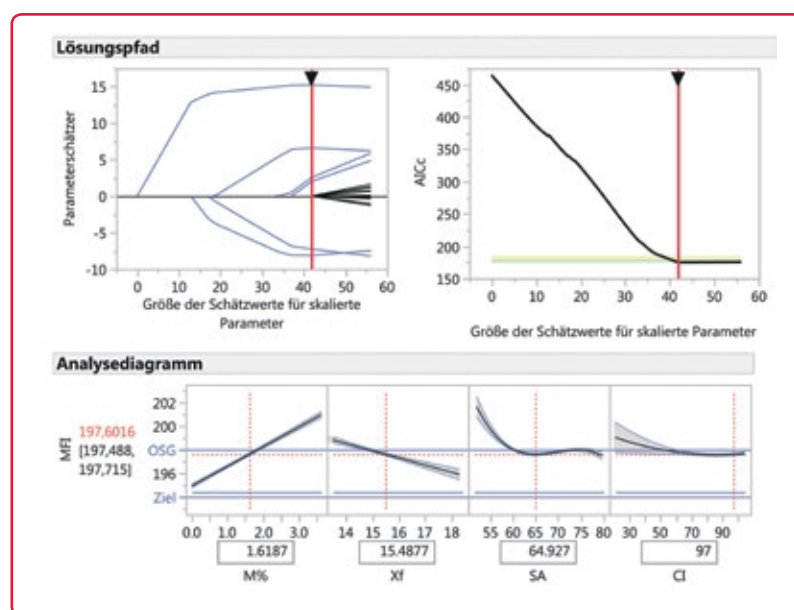 Lösungspfad
15
10
5
0
-5
-10
Parameterschätzer
0 10 20 30 40 50 60
Größe der Schätzwerte für skalierte
Parameter
450
400
350
300
250
200
150
AICc
0 10 20 30 40 50 60
Größe der Schätzwerte für skalierte Parameter
Analysediagramm
MFI
197,6016
[197,488,
197,715]
202
200
OSG
196
Ziel
0.0 1.0 2.0 3.0
14 15 16 17 18
55 60 65 70 75 80
30 50 70 90
1.6187
15.4877
64.927
97
M%
Xf
SA
CI